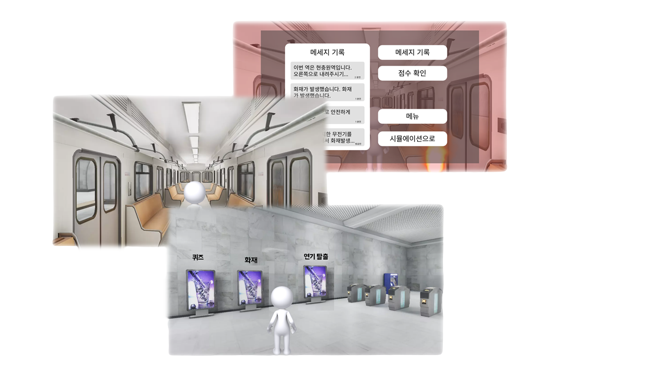 메세지 기록
이번 역은 현충원역입니다.
오른쪽으로 내려주시기...
화재가 발생했습니다. 화재
가 발생했습니다.
안전하게
무전기를
화재발생...
메세지 기록
점수 확인
메뉴
시뮬레이션으로
퀴즈
화재
연기 탈출